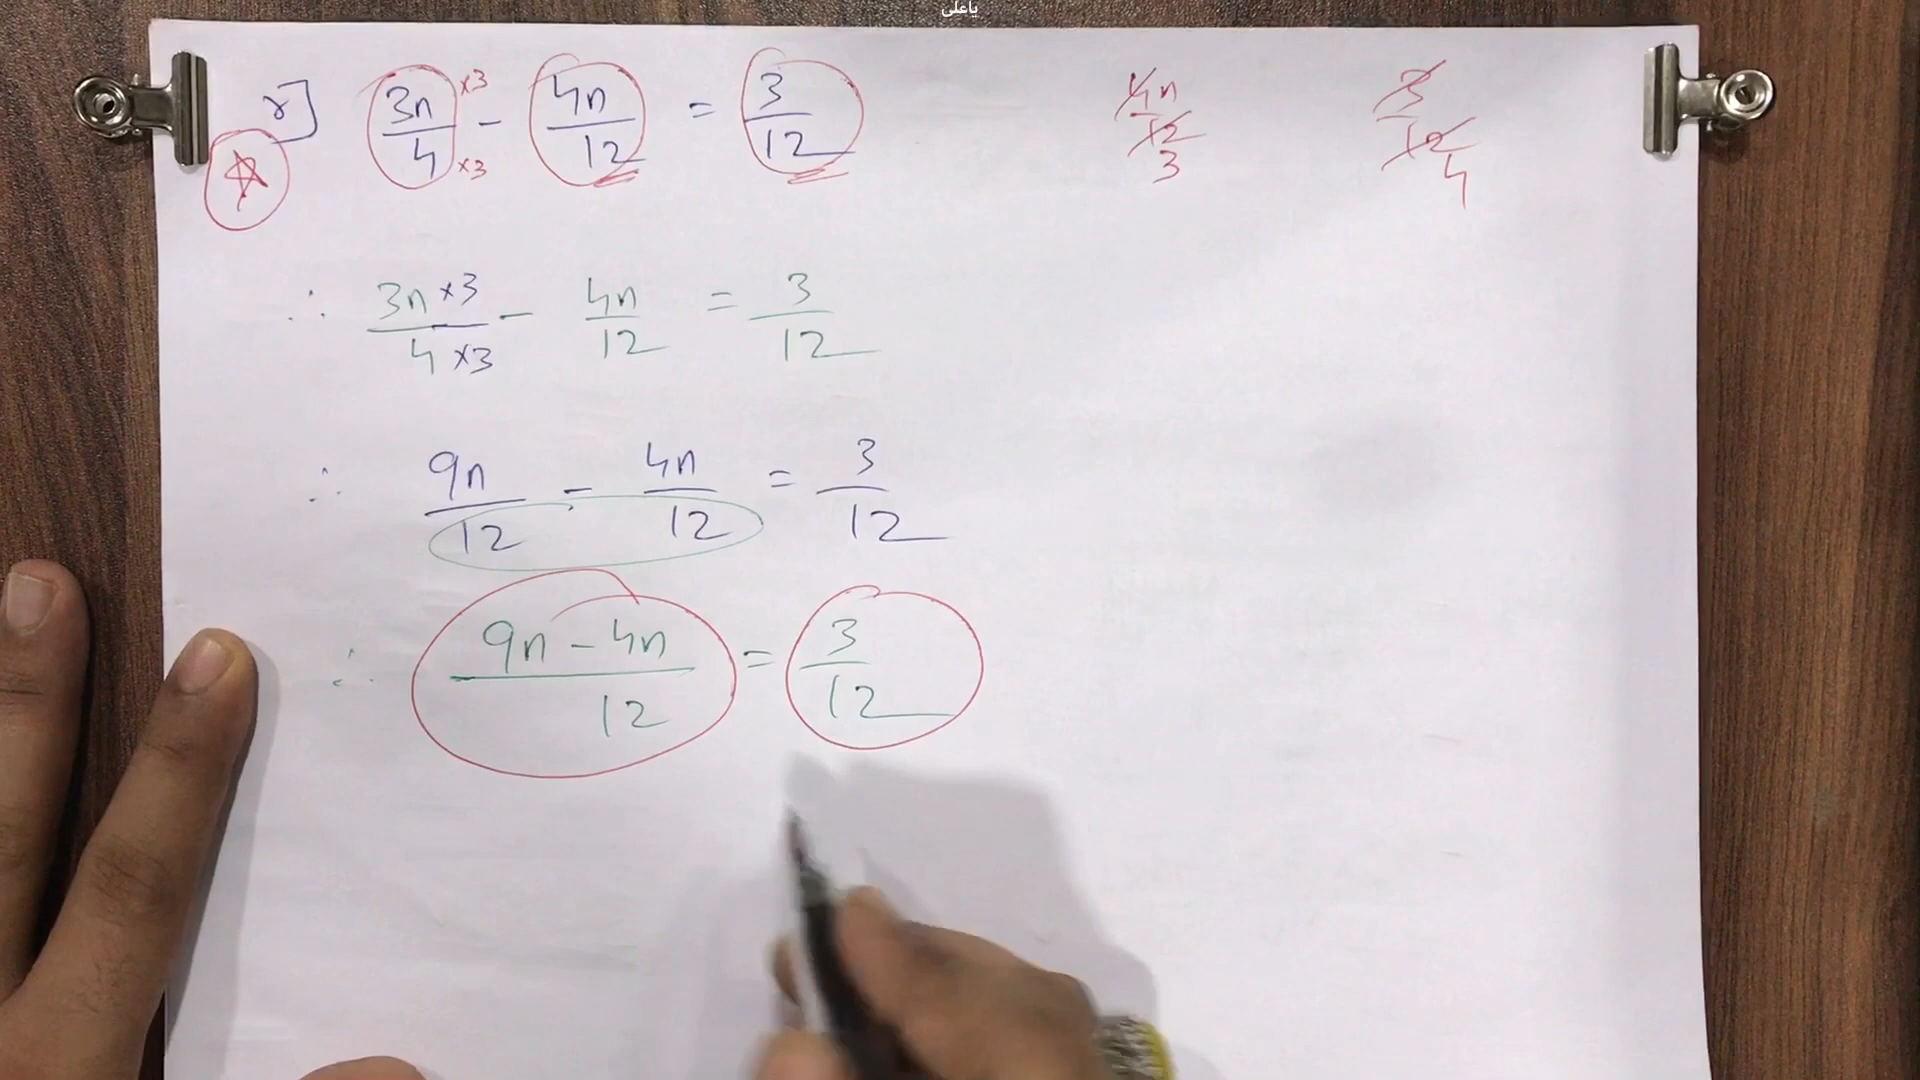 ياعلى
r] 3n/4 ×3 ×3 - 4n/12 = 3/12
4n/12 3
3/12 4
∴ 3n×3/4×3 - 4n/12 = 3/12
∴ 9n/12 - 4n/12 = 3/12
∴ 9n-4n/12 = 3/12